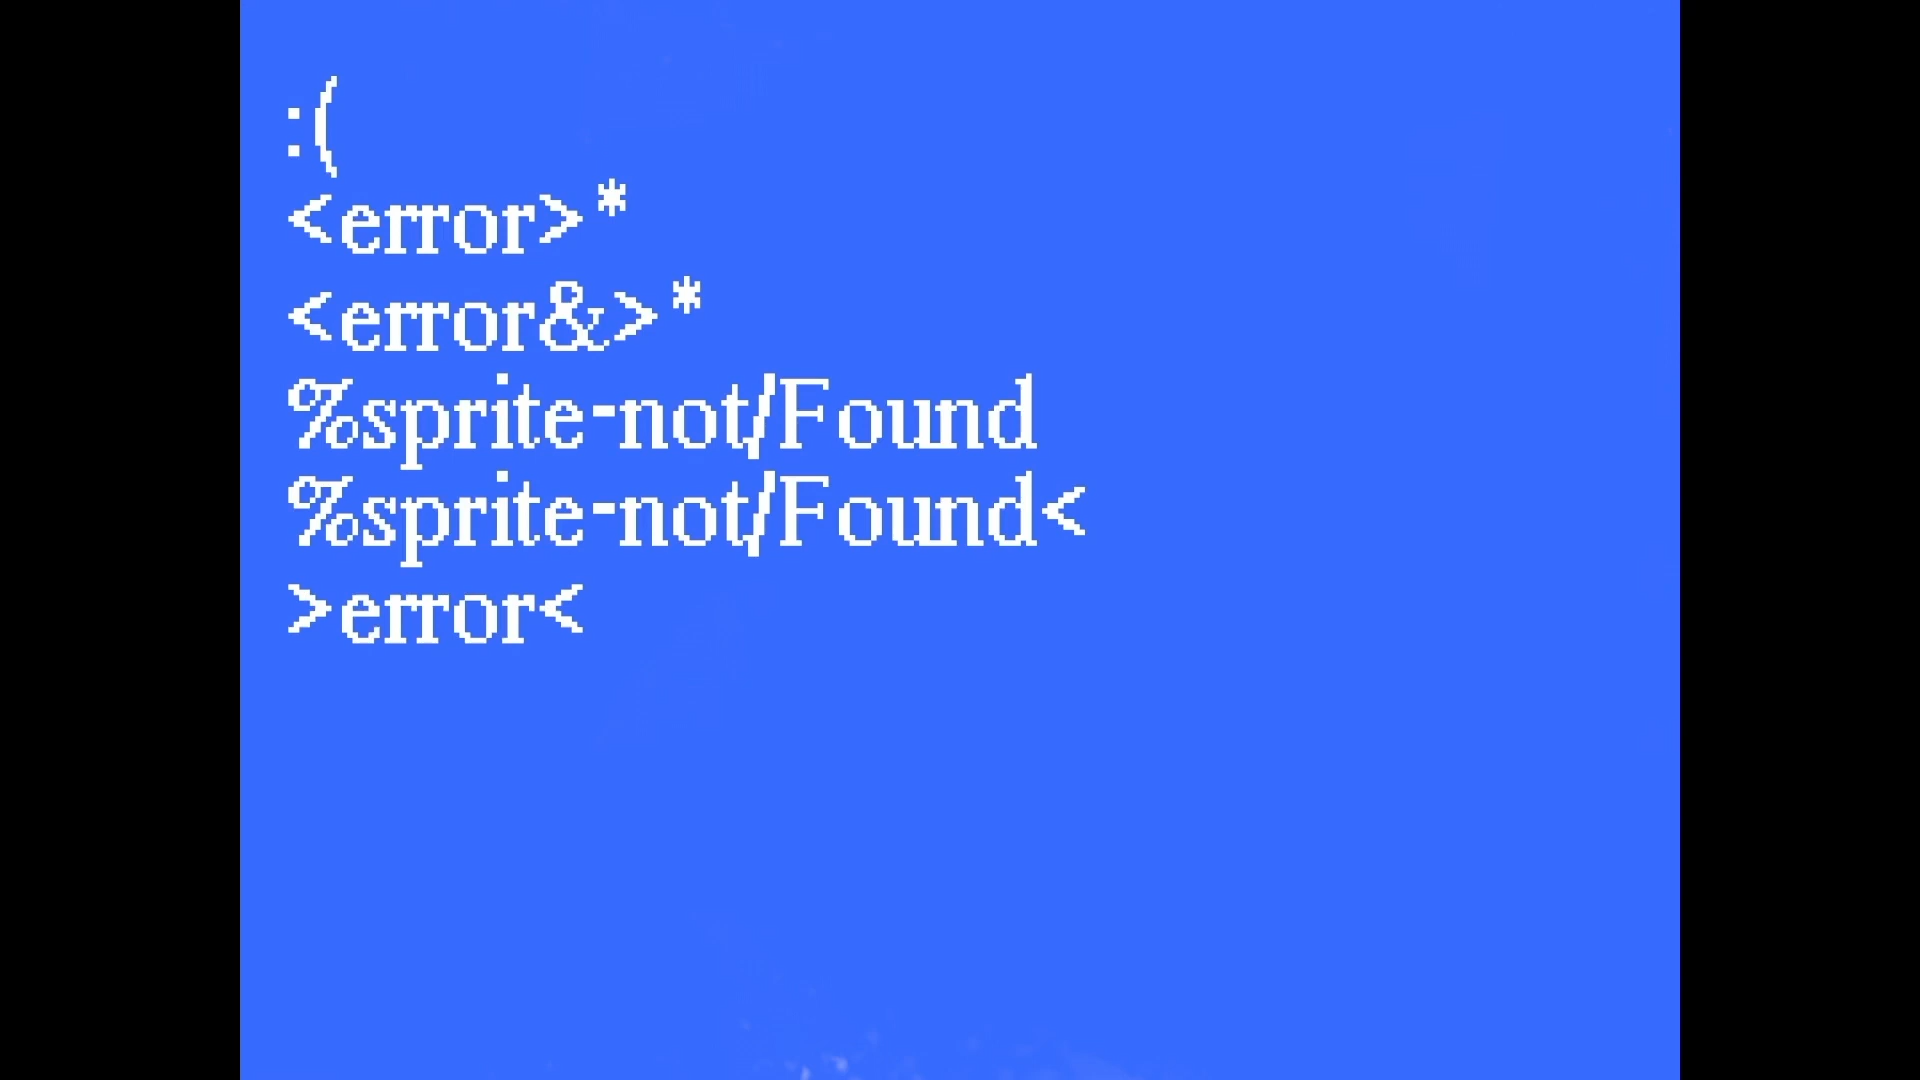 :(
<error>*
<error&>*
%sprite-not/Found
%sprite-not/Found<
>error<